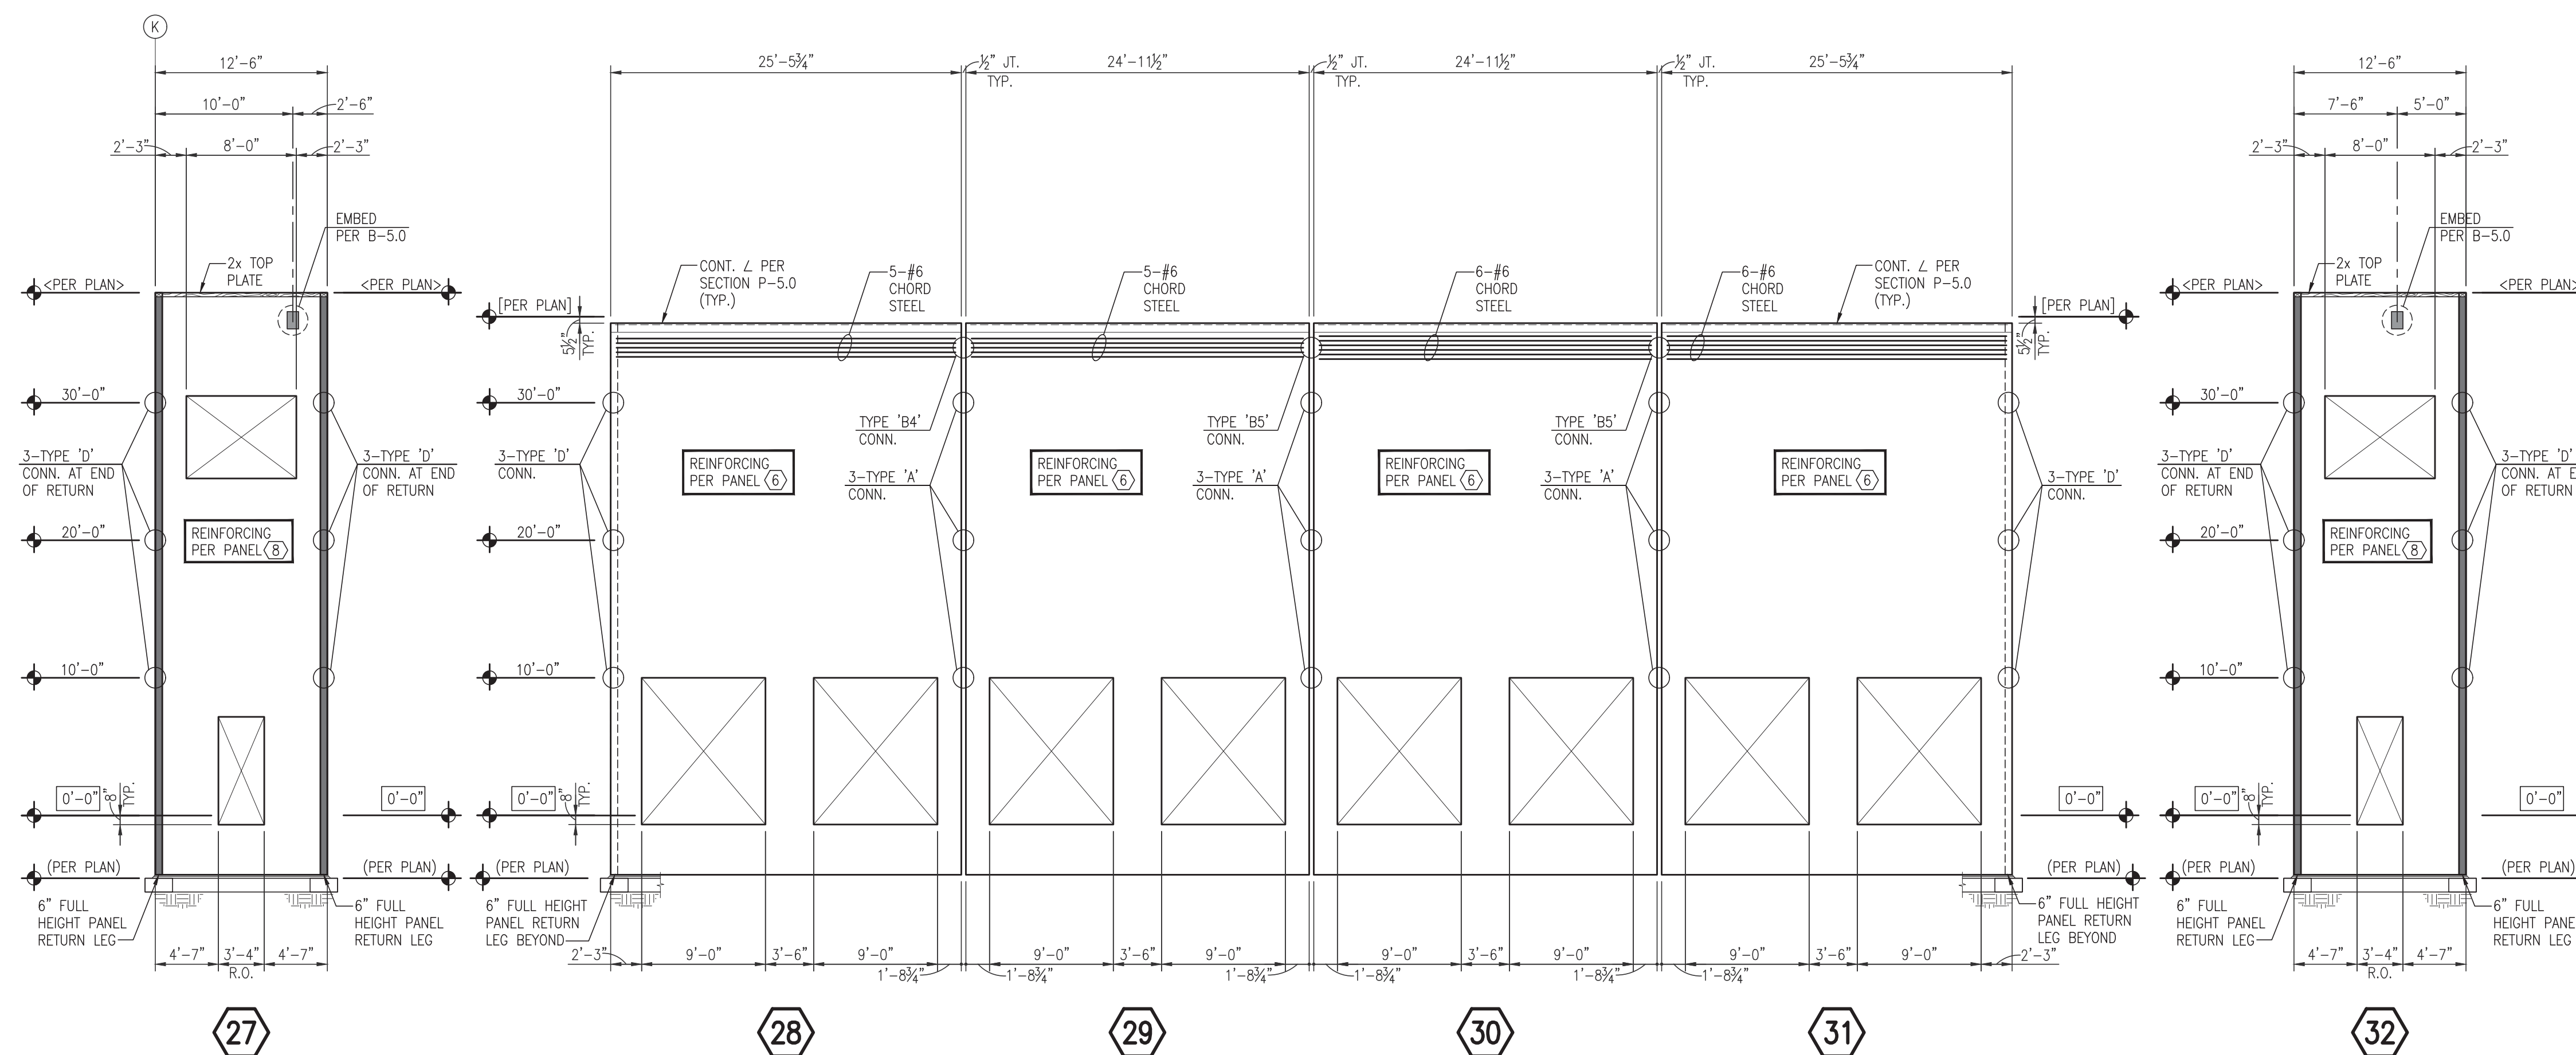 K
12'-6"
10'-0"
2'-6"
2'-3"
8'-0"
2'-3"
EMBED
PER B-5.0
2x TOP
PLATE
<PER PLAN>
<PER PLAN>
30'-0"
3-TYPE 'D'
CONN. AT END
OF RETURN
3-TYPE 'D'
CONN. AT END
OF RETURN
20'-0"
REINFORCING
PER PANEL 8
10'-0"
0'-0"
8"
TYP.
0'-0"
(PER PLAN)
(PER PLAN)
6" FULL
HEIGHT PANEL
RETURN LEG
6" FULL
HEIGHT PANEL
RETURN LEG
4'-7"
3'-4"
4'-7"
R.O.
27
25'-5¾"
½" JT.
TYP.
24'-11½"
½" JT.
TYP.
24'-11½"
½" JT.
TYP.
25'-5¾"
[PER PLAN]
5½"
TYP.
CONT. ∠ PER
SECTION P-5.0
(TYP.)
5-#6
CHORD
STEEL
5-#6
CHORD
STEEL
6-#6
CHORD
STEEL
6-#6
CHORD
STEEL
CONT. ∠ PER
SECTION P-5.0
(TYP.)
[PER PLAN]
5½"
TYP.
30'-0"
TYPE 'B4'
CONN.
TYPE 'B5'
CONN.
TYPE 'B5'
CONN.
3-TYPE 'D'
CONN.
REINFORCING
PER PANEL 6
3-TYPE 'A'
CONN.
REINFORCING
PER PANEL 6
3-TYPE 'A'
CONN.
REINFORCING
PER PANEL 6
3-TYPE 'A'
CONN.
REINFORCING
PER PANEL 6
3-TYPE 'D'
CONN.
20'-0"
10'-0"
0'-0"
8"
TYP.
0'-0"
(PER PLAN)
(PER PLAN)
6" FULL HEIGHT
PANEL RETURN
LEG BEYOND
6" FULL HEIGHT
PANEL RETURN
LEG BEYOND
2'-3"
9'-0"
3'-6"
9'-0"
1'-8¾"
1'-8¾"
9'-0"
3'-6"
9'-0"
1'-8¾"
1'-8¾"
9'-0"
3'-6"
9'-0"
1'-8¾"
1'-8¾"
9'-0"
3'-6"
9'-0"
2'-3"
28
29
30
31
12'-6"
7'-6"
5'-0"
2'-3"
8'-0"
2'-3"
EMBED
PER B-5.0
2x TOP
PLATE
<PER PLAN>
<PER PLAN>
30'-0"
3-TYPE 'D'
CONN. AT END
OF RETURN
3-TYPE 'D'
CONN. AT E
OF RETURN
20'-0"
REINFORCING
PER PANEL 8
10'-0"
0'-0"
8"
TYP.
0'-0"
(PER PLAN)
(PER PLAN)
6" FULL
HEIGHT PANEL
RETURN LEG
6" FULL
HEIGHT PANE
RETURN LEG
4'-7"
3'-4"
4'-7"
R.O.
32